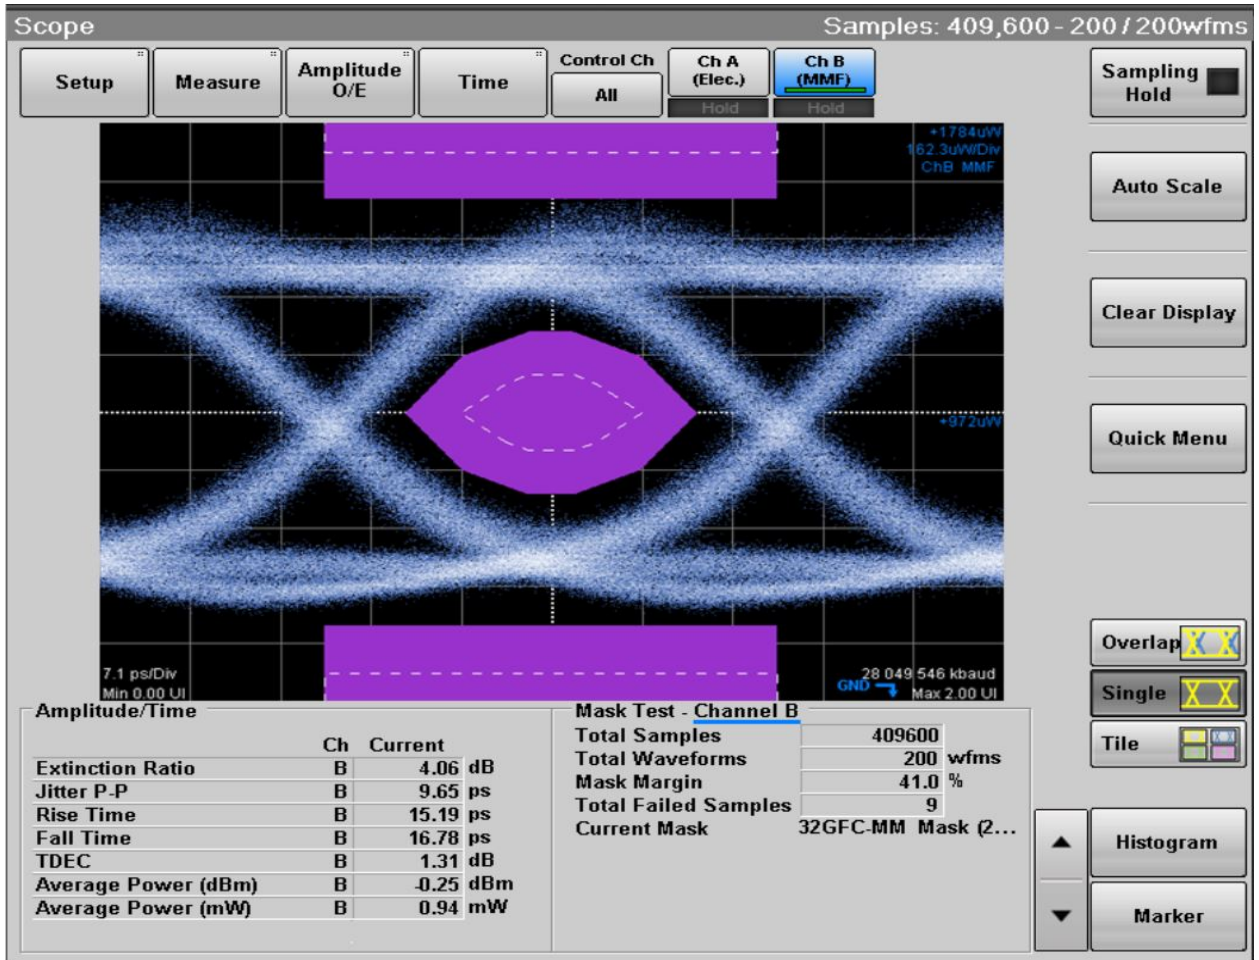 Scope Samples: 409,600 - 200 / 200wfms
Setup
Measure
Amplitude
O/E
Time
Control Ch
All
Ch A
(Elec.)
Hold
Ch B
(MMF)
Hold
Sampling
Hold
+1784uW
162.3uW/Div
ChB MMF
Auto Scale
Clear Display
+972uW
Quick Menu
7.1 ps/Div
Min 0.00 UI
28 049 546 kbaud
GND
Max 2.00 UI
Overlap
Single
Tile
Amplitude/Time
Ch Current
Extinction Ratio B 4.06 dB
Jitter P-P B 9.65 ps
Rise Time B 15.19 ps
Fall Time B 16.78 ps
TDEC B 1.31 dB
Average Power (dBm) B -0.25 dBm
Average Power (mW) B 0.94 mW
Mask Test - Channel B
Total Samples 409600
Total Waveforms 200 wfms
Mask Margin 41.0 %
Total Failed Samples 9
Current Mask 32GFC-MM Mask (2...
Histogram
Marker